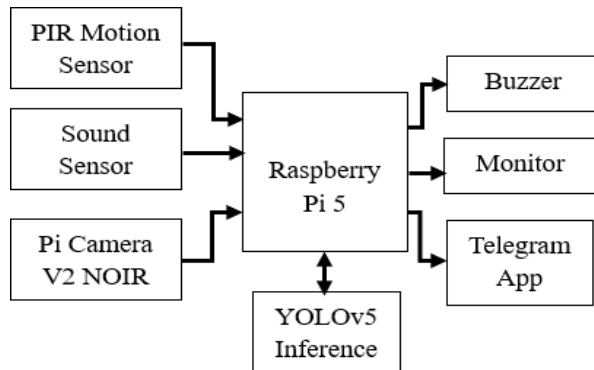 PIR Motion
Sensor
Sound
Sensor
Pi Camera
V2 NOIR
Raspberry
Pi 5
YOLOv5
Inference
Buzzer
Monitor
Telegram
App